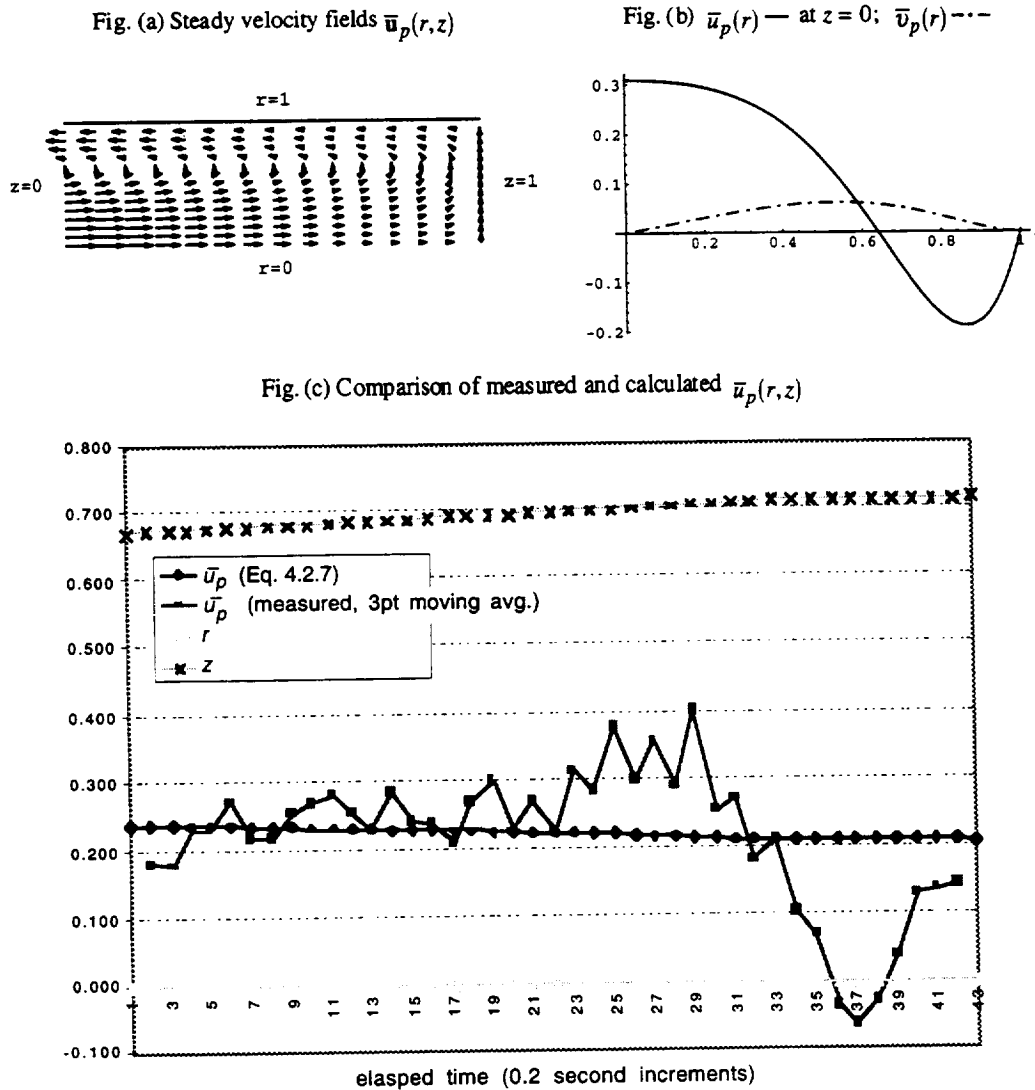 Fig. (a) Steady velocity fields ū_p(r,z)
Fig. (b) ū_p(r) — at z = 0; v̄_p(r) -·-·-
r=1
z=0
z=1
r=0
0.3
0.2
0.1
-0.1
-0.2
0.2 0.4 0.6 0.8 1
Fig. (c) Comparison of measured and calculated ū_p(r,z)
0.800
0.700
0.600
0.500
0.400
0.300
0.200
0.100
0.000
-0.100
ū_p (Eq. 4.2.7)
ū_p (measured, 3pt moving avg.)
r
z
1 3 5 7 9 11 13 15 17 19 21 23 25 27 29 31 33 35 37 39 41 43
elasped time (0.2 second increments)